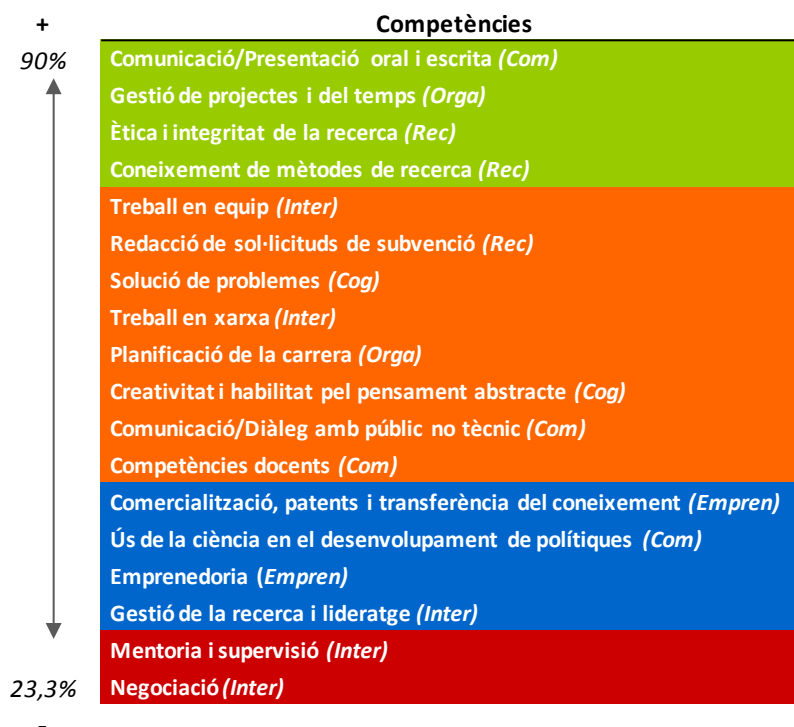 + Competències
90% Comunicació/Presentació oral i escrita (Com)
Gestió de projectes i del temps (Orga)
Ètica i integritat de la recerca (Rec)
Coneixement de mètodes de recerca (Rec)
Treball en equip (Inter)
Redacció de sol·licituds de subvenció (Rec)
Solució de problemes (Cog)
Treball en xarxa (Inter)
Planificació de la carrera (Orga)
Creativitat i habilitat pel pensament abstracte (Cog)
Comunicació/Diàleg amb públic no tècnic (Com)
Competències docents (Com)
Comercialització, patents i transferència del coneixement (Empren)
Ús de la ciència en el desenvolupament de polítiques (Com)
Emprenedoria (Empren)
Gestió de la recerca i lideratge (Inter)
Mentoria i supervisió (Inter)
23,3% Negociació (Inter)
-